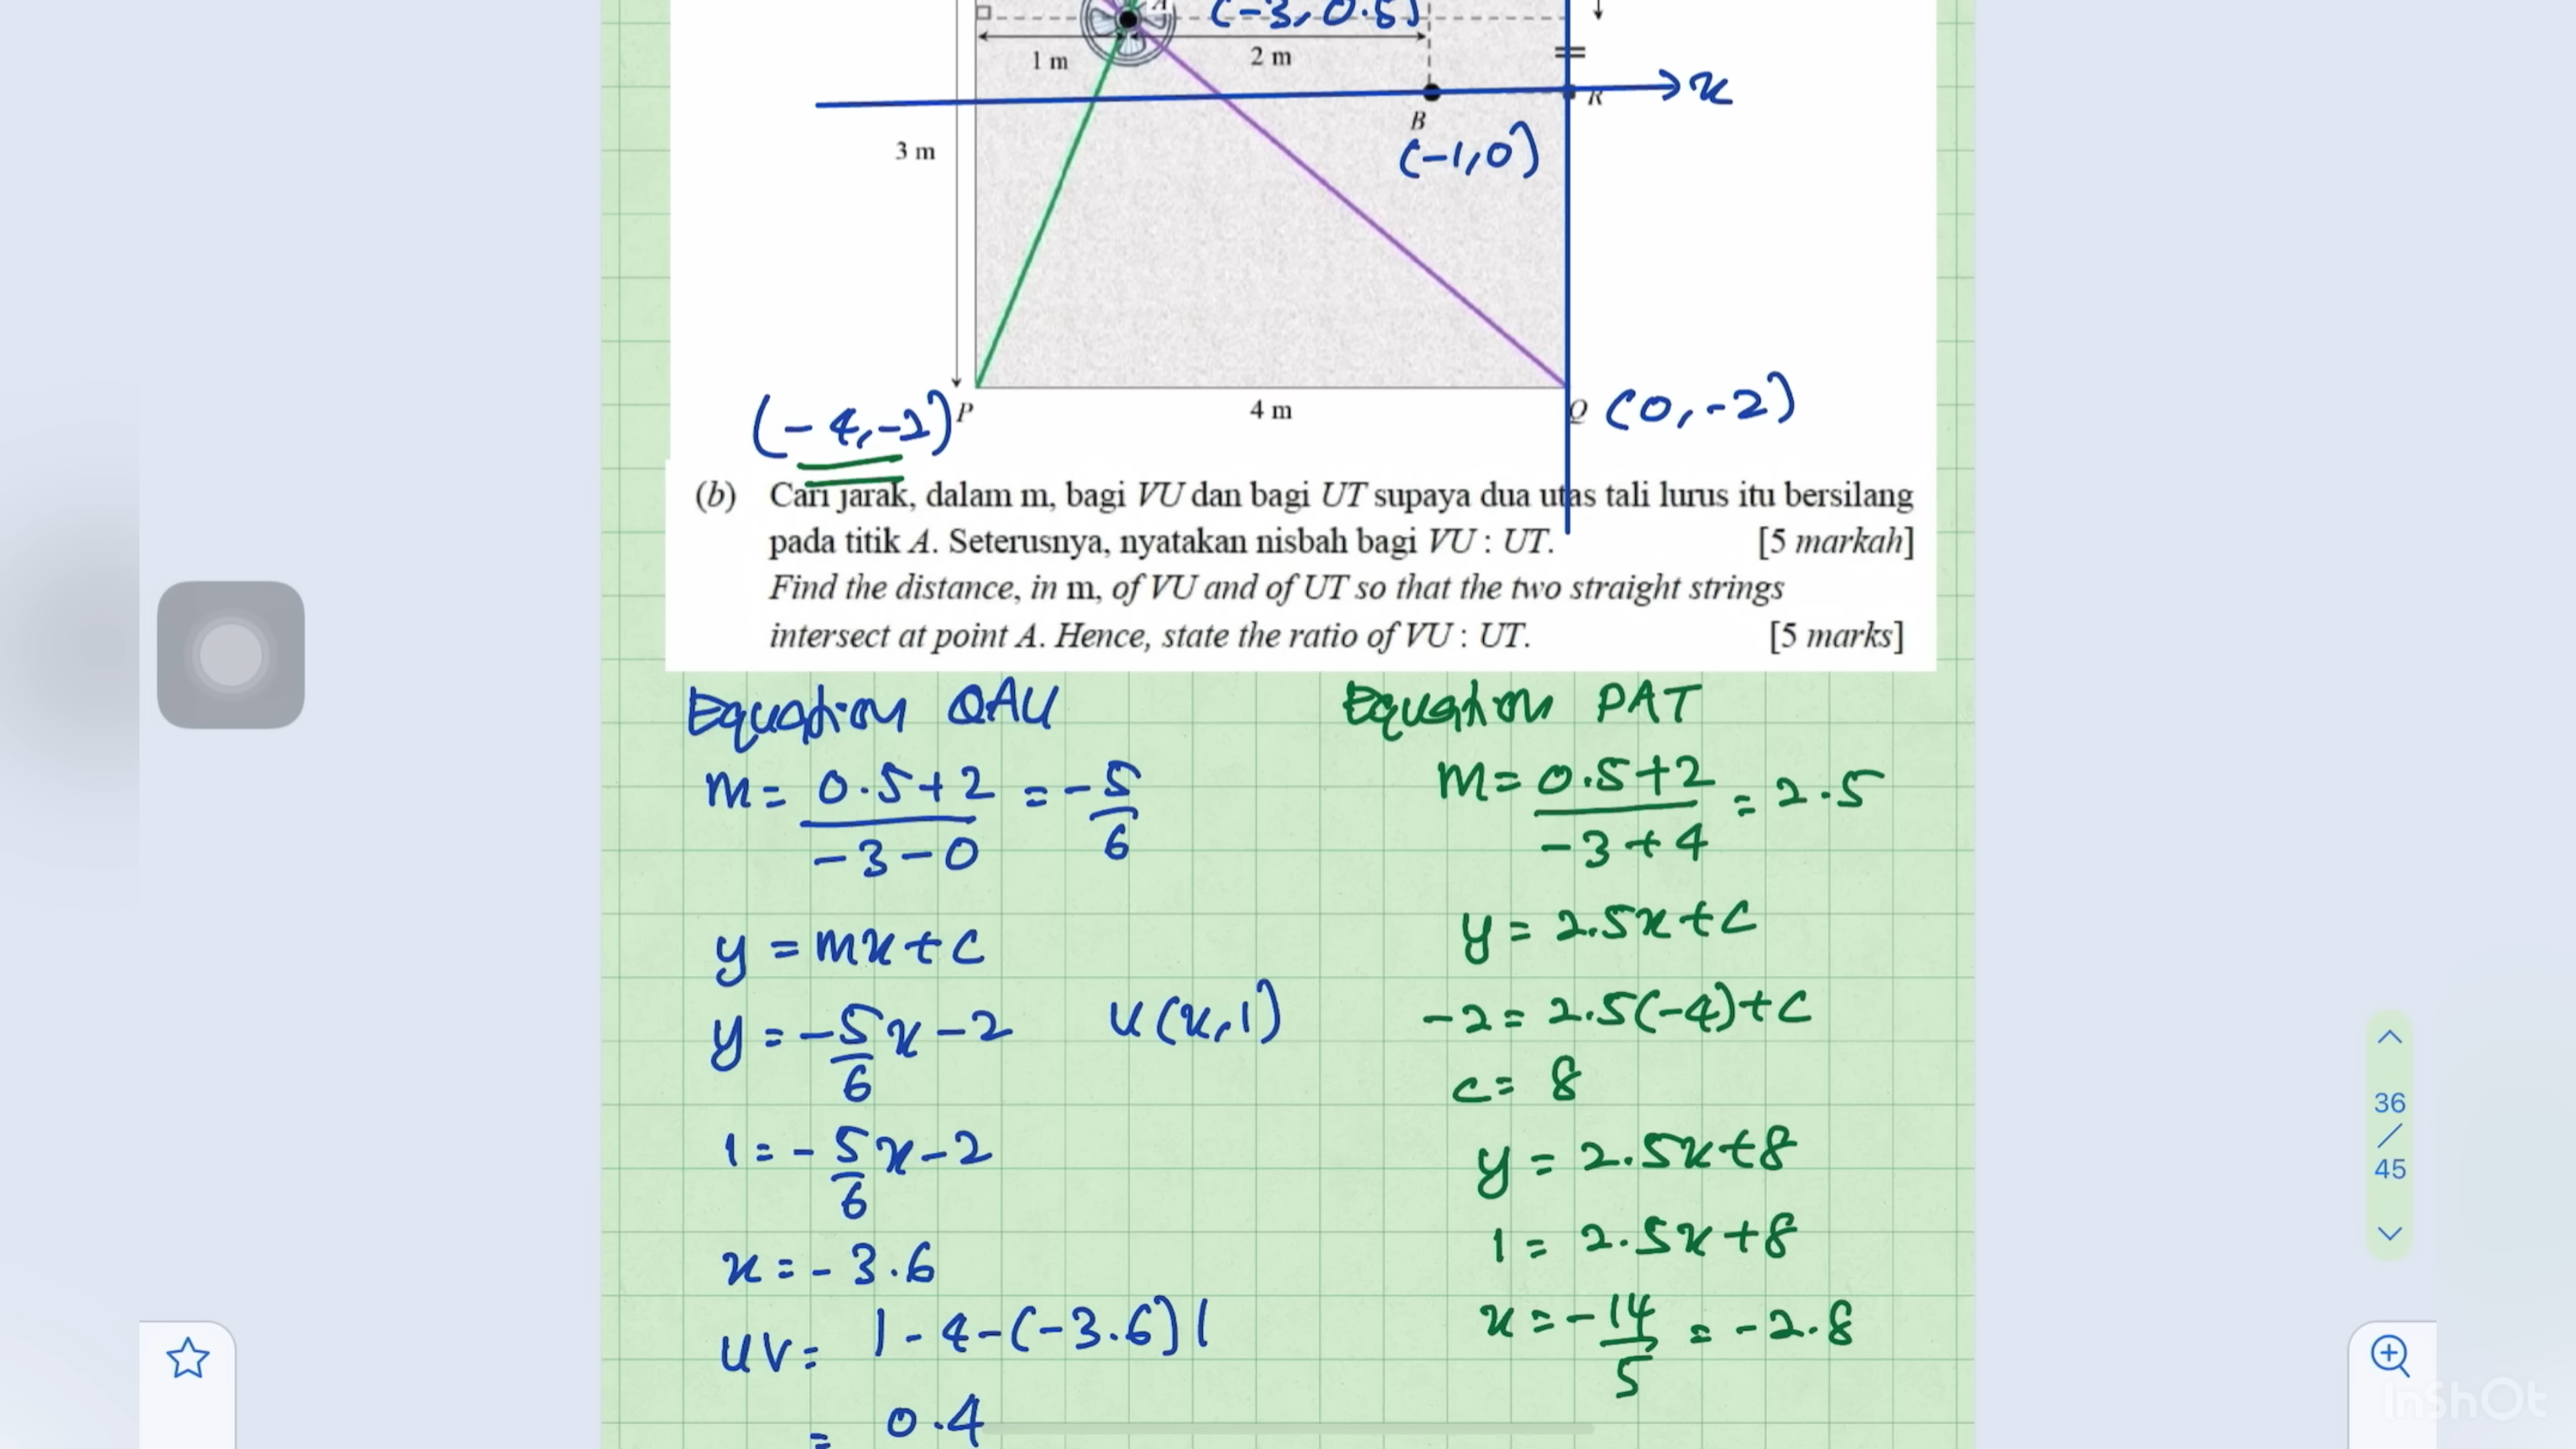 A
(-3, 0.5)
1 m
2 m
x
R
B
(-1,0)
3 m
(-4,-2)
P
4 m
Q
(0,-2)
(b) Cari jarak, dalam m, bagi VU dan bagi UT supaya dua utas tali lurus itu bersilang
pada titik A. Seterusnya, nyatakan nisbah bagi VU : UT. [5 markah]
Find the distance, in m, of VU and of UT so that the two straight strings
intersect at point A. Hence, state the ratio of VU : UT. [5 marks]
Equation QAU
m = (0.5+2)/(-3-0) = -5/6
y = mx + c
y = -5/6 x - 2
U(x,1)
1 = -5/6 x - 2
x = -3.6
UV = |-4-(-3.6)|
= 0.4
Equation PAT
m = (0.5+2)/(-3+4) = 2.5
y = 2.5x + c
-2 = 2.5(-4) + c
c = 8
y = 2.5x + 8
1 = 2.5x + 8
x = -14/5 = -2.8
36
/
45
InShOt